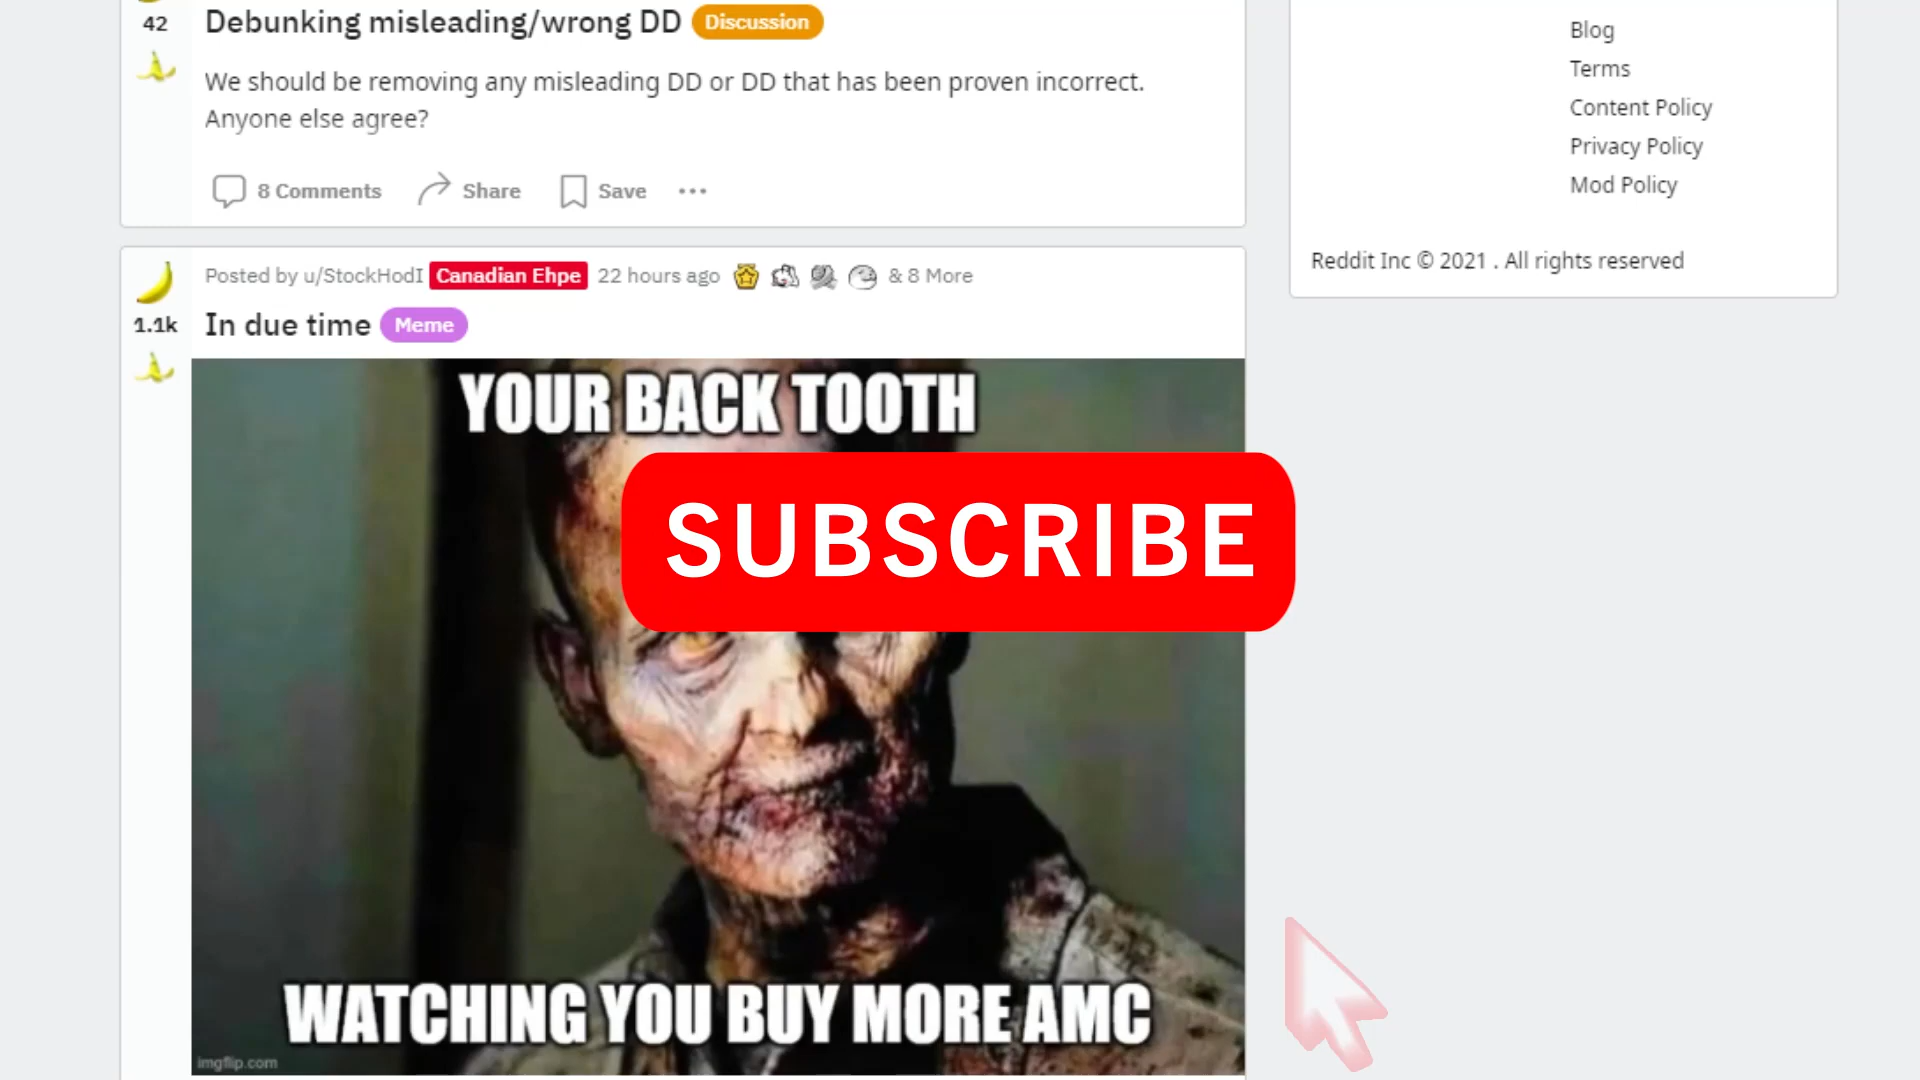 42
Debunking misleading/wrong DD Discussion
We should be removing any misleading DD or DD that has been proven incorrect.
Anyone else agree?
8 Comments Share Save
Posted by u/StockHodI Canadian Ehpe 22 hours ago & 8 More
1.1k
In due time Meme
YOUR BACK TOOTH
SUBSCRIBE
WATCHING YOU BUY MORE AMC
imgflip.com
Blog
Terms
Content Policy
Privacy Policy
Mod Policy
Reddit Inc © 2021 . All rights reserved